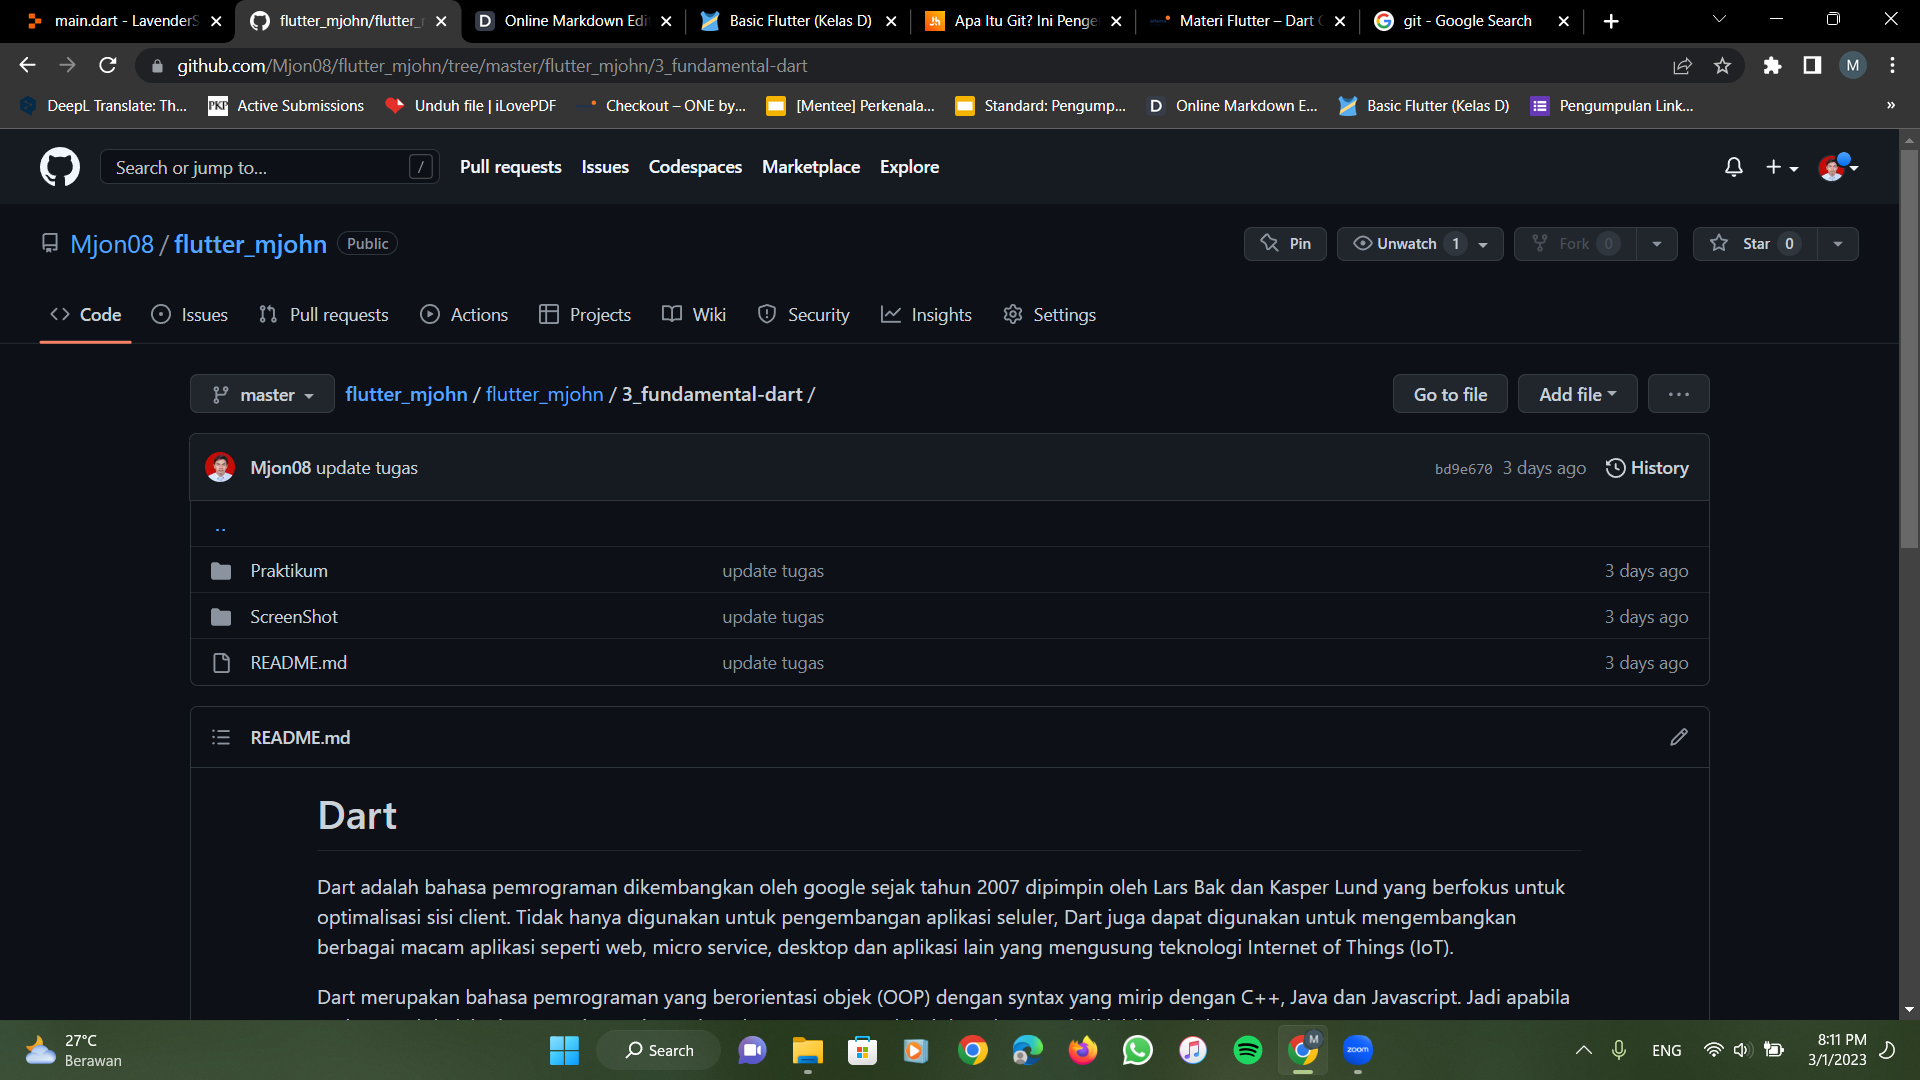 main.dart - LavenderS
flutter_mjohn/flutter_
Online Markdown Edi
Basic Flutter (Kelas D)
Apa Itu Git? Ini Penge
Materi Flutter – Dart
git - Google Search
github.com/Mjon08/flutter_mjohn/tree/master/flutter_mjohn/3_fundamental-dart
M
DeepL Translate: Th...
PKP Active Submissions
Unduh file | iLovePDF
Checkout – ONE by...
[Mentee] Perkenala...
Standard: Pengump...
D Online Markdown E...
Basic Flutter (Kelas D)
Pengumpulan Link...
»
Search or jump to... /
Pull requests Issues Codespaces Marketplace Explore
Mjon08 / flutter_mjohn Public
Pin Unwatch 1 Fork 0 Star 0
Code Issues Pull requests Actions Projects Wiki Security Insights Settings
master flutter_mjohn / flutter_mjohn / 3_fundamental-dart /
Go to file Add file ...
Mjon08 update tugas bd9e670 3 days ago History
..
Praktikum update tugas 3 days ago
ScreenShot update tugas 3 days ago
README.md update tugas 3 days ago
README.md
Dart
Dart adalah bahasa pemrograman dikembangkan oleh google sejak tahun 2007 dipimpin oleh Lars Bak dan Kasper Lund yang berfokus untuk
optimalisasi sisi client. Tidak hanya digunakan untuk pengembangan aplikasi seluler, Dart juga dapat digunakan untuk mengembangkan
berbagai macam aplikasi seperti web, micro service, desktop dan aplikasi lain yang mengusung teknologi Internet of Things (IoT).
Dart merupakan bahasa pemrograman yang berorientasi objek (OOP) dengan syntax yang mirip dengan C++, Java dan Javascript. Jadi apabila
27°C
Berawan
Search
M
zoom
ENG
8:11 PM
3/1/2023